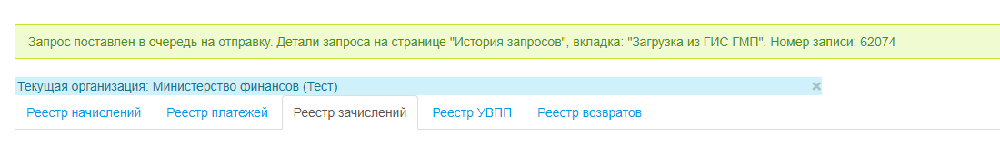 Запрос поставлен в очередь на отправку. Детали запроса на странице "История запросов", вкладка: "Загрузка из ГИС ГМП". Номер записи: 62074
Текущая организация: Министерство финансов (Тест) ×
Реестр начислений Реестр платежей Реестр зачислений Реестр УВПП Реестр возвратов